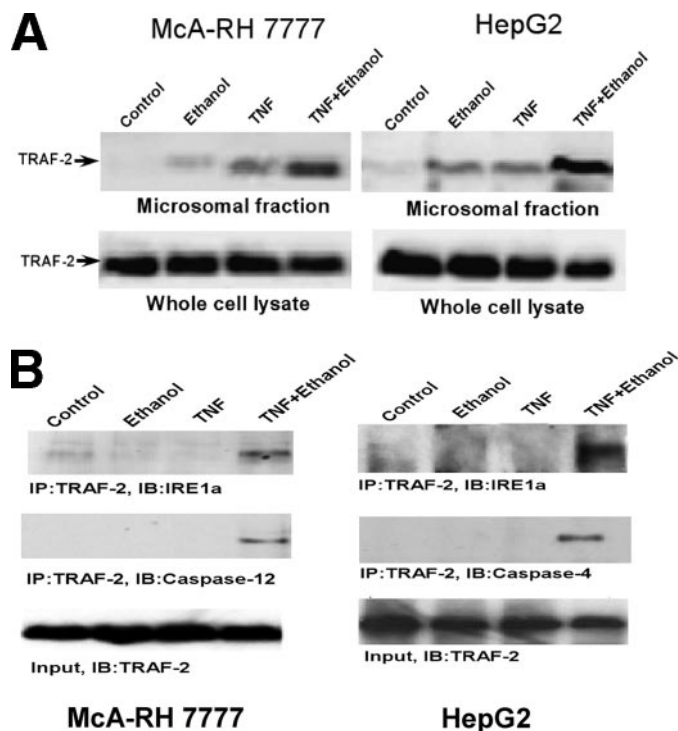 A
McA-RH 7777 HepG2
Control Ethanol TNF TNF+Ethanol Control Ethanol TNF TNF+Ethanol
TRAF-2
Microsomal fraction Microsomal fraction
TRAF-2
Whole cell lysate Whole cell lysate
B
Control Ethanol TNF TNF+Ethanol Control Ethanol TNF TNF+Ethanol
IP:TRAF-2, IB:IRE1a IP:TRAF-2, IB:IRE1a
IP:TRAF-2, IB:Caspase-12 IP:TRAF-2, IB:Caspase-4
Input, IB:TRAF-2 Input, IB:TRAF-2
McA-RH 7777 HepG2